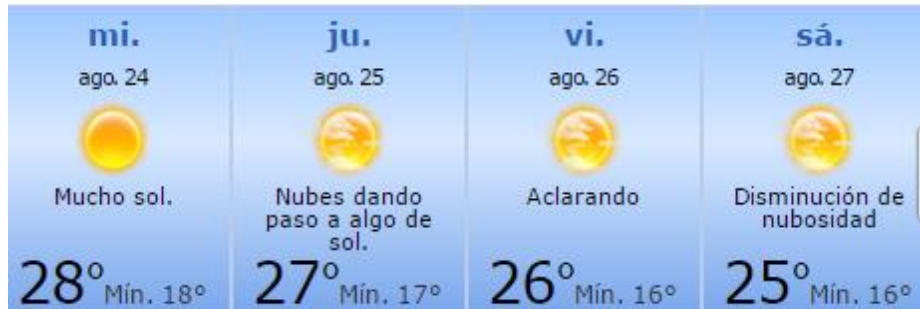 mi.
ago. 24
Mucho sol.
28° Mín. 18°
ju.
ago. 25
Nubes dando
paso a algo de
sol.
27° Mín. 17°
vi.
ago. 26
Aclarando
26° Mín. 16°
sá.
ago. 27
Disminución de
nubosidad
25° Mín. 16°